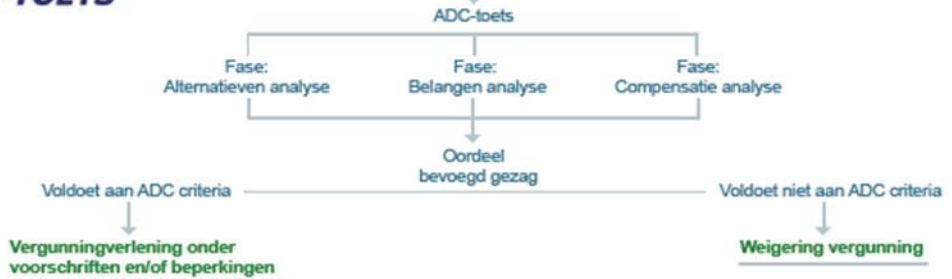 ADC-toets
Fase:
Alternatieven analyse
Fase:
Belangen analyse
Fase:
Compensatie analyse
Oordeel
bevoegd gezag
Voldoet aan ADC criteria
Voldoet niet aan ADC criteria
Vergunningverlening onder
voorschriften en/of beperkingen
Weigering vergunning